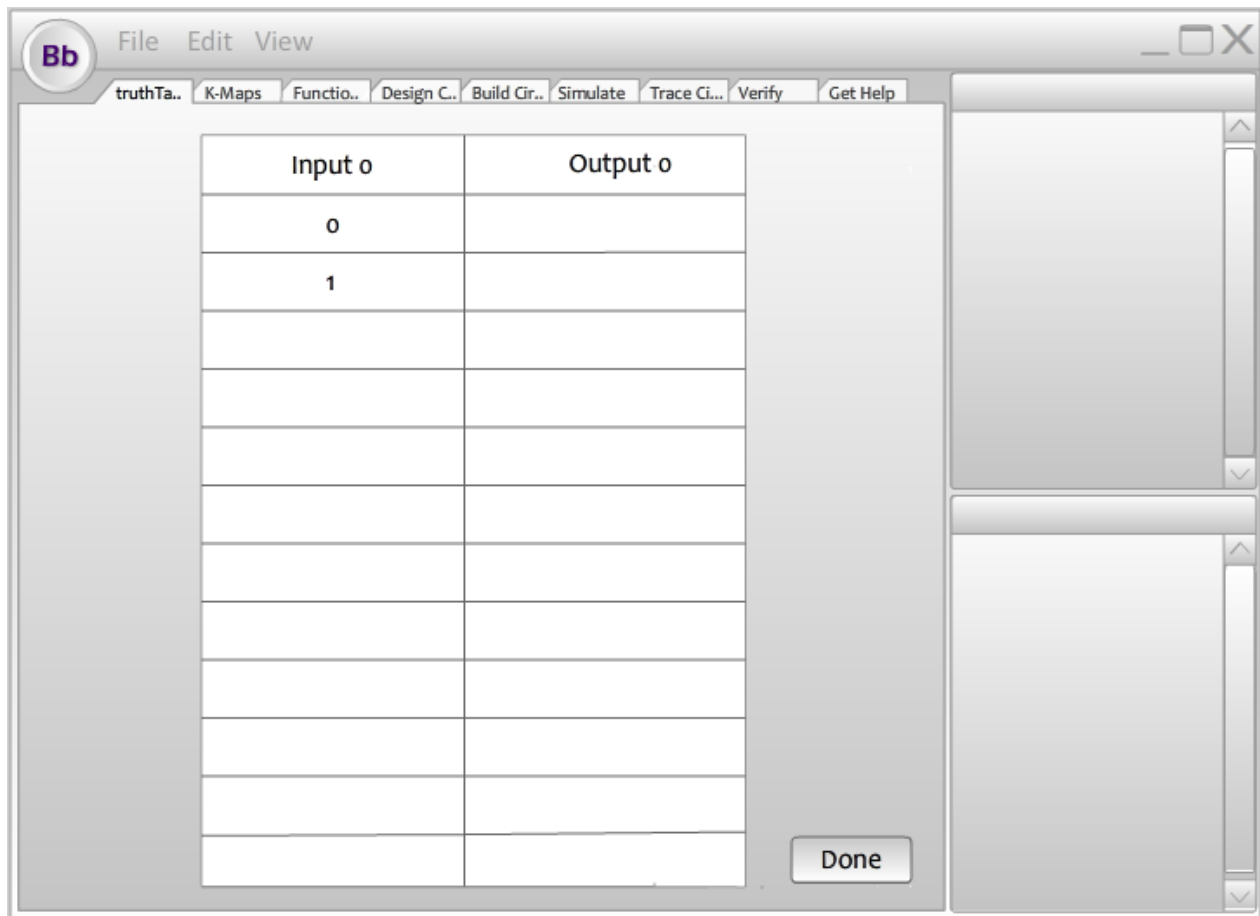 Bb File Edit View
truthTa.. K-Maps Functio.. Design C.. Build Cir.. Simulate Trace Ci... Verify Get Help
Input 0 Output 0
0
1
Done